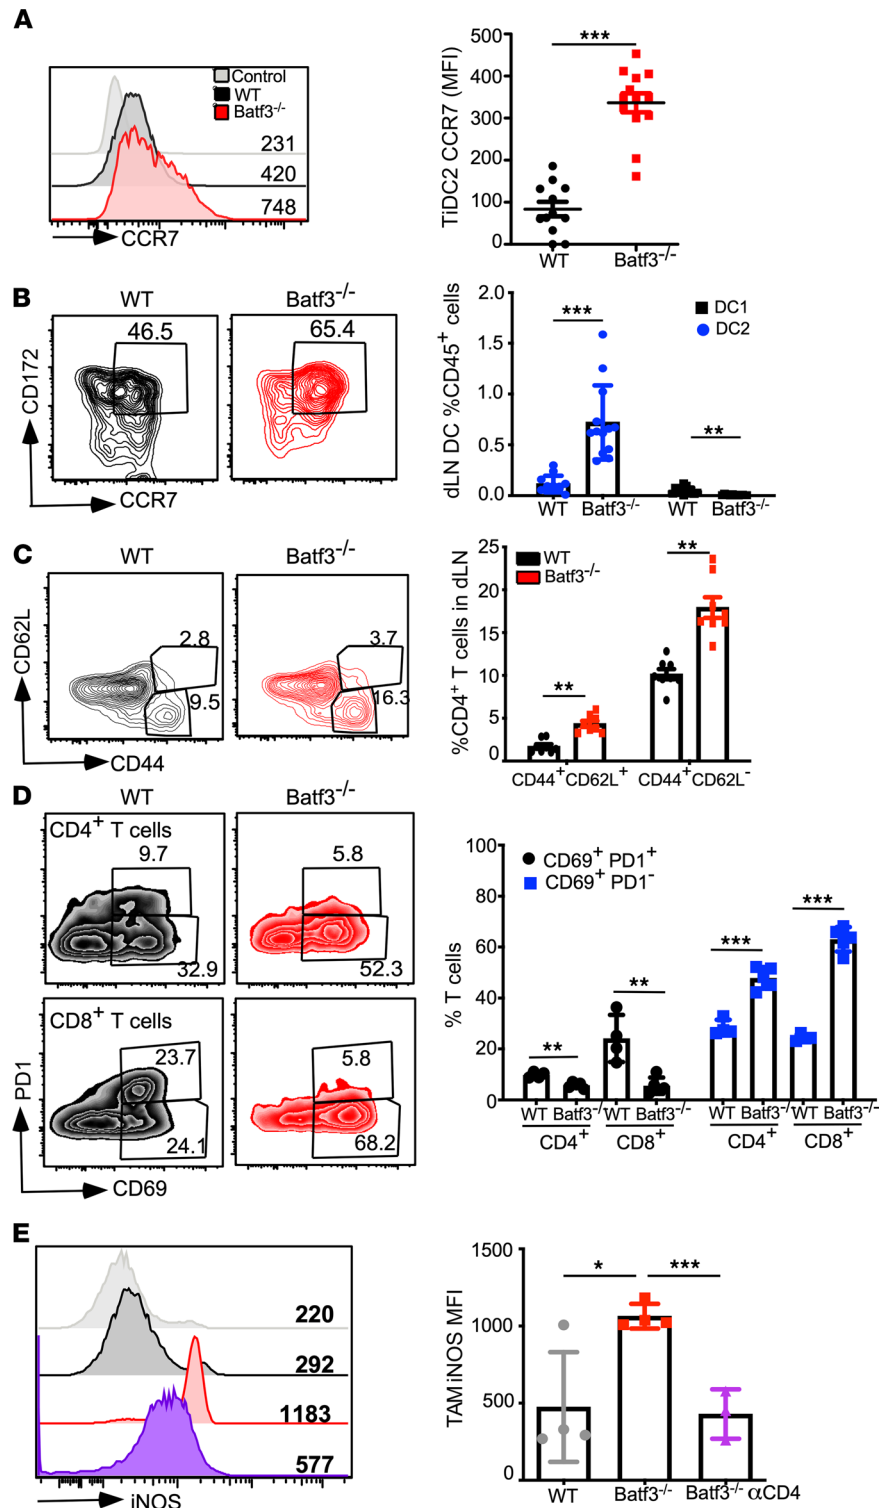 A
Control
WT
Batf3-/-
231
420
748
CCR7
TiDC2 CCR7 (MFI)
500
400
300
200
100
0
***
WT
Batf3-/-
B
WT
Batf3-/-
46.5
65.4
CD172
CCR7
dLN DC %CD45+ cells
2.0
1.5
1.0
0.5
0.0
***
**
DC1
DC2
WT
Batf3-/-
WT
Batf3-/-
C
WT
Batf3-/-
2.8
9.5
3.7
16.3
CD62L
CD44
%CD4+ T cells in dLN
25
20
15
10
5
0
WT
Batf3-/-
**
**
CD44+CD62L+
CD44+CD62L-
D
WT
Batf3-/-
CD4+ T cells
9.7
32.9
5.8
52.3
CD8+ T cells
23.7
24.1
5.8
68.2
PD1
CD69
% T cells
100
80
60
40
20
0
CD69+ PD1+
CD69+ PD1-
**
**
***
***
WT Batf3-/- WT Batf3-/- WT Batf3-/- WT Batf3-/-
CD4+ CD8+ CD4+ CD8+
E
220
292
1183
577
iNOS
TAM iNOS MFI
1500
1000
500
0
*
***
WT
Batf3-/-
Batf3-/- αCD4